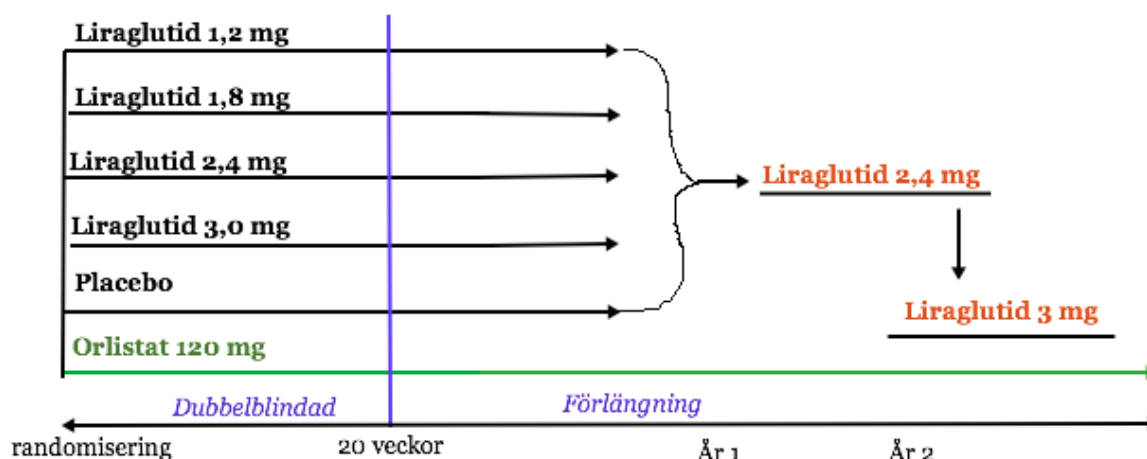 Liraglutid 1,2 mg
Liraglutid 1,8 mg
Liraglutid 2,4 mg
Liraglutid 3,0 mg
Placebo
Orlistat 120 mg
Liraglutid 2,4 mg
Liraglutid 3 mg
Dubbelblindad
Förlängning
randomisering
20 veckor
År 1
År 2